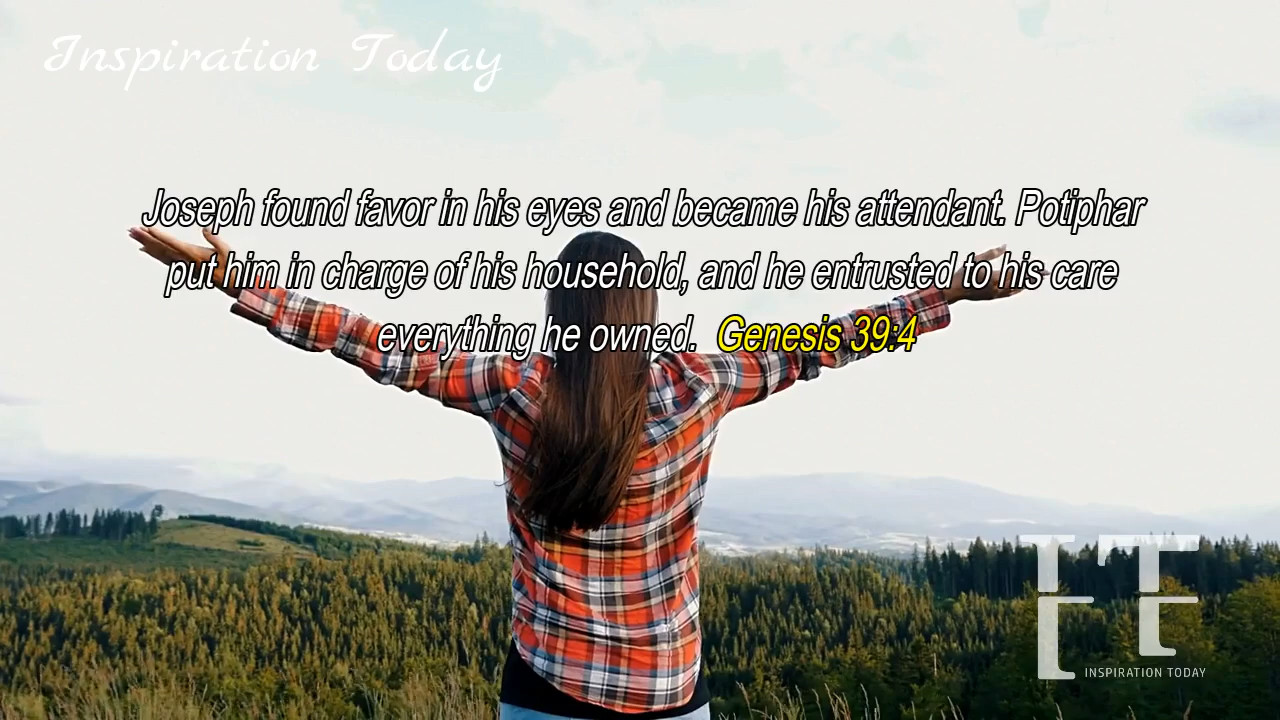 Inspiration Today
Joseph found favor in his eyes and became his attendant. Potiphar
put him in charge of his household, and he entrusted to his care
everything he owned. Genesis 39:4
IT
INSPIRATION TODAY